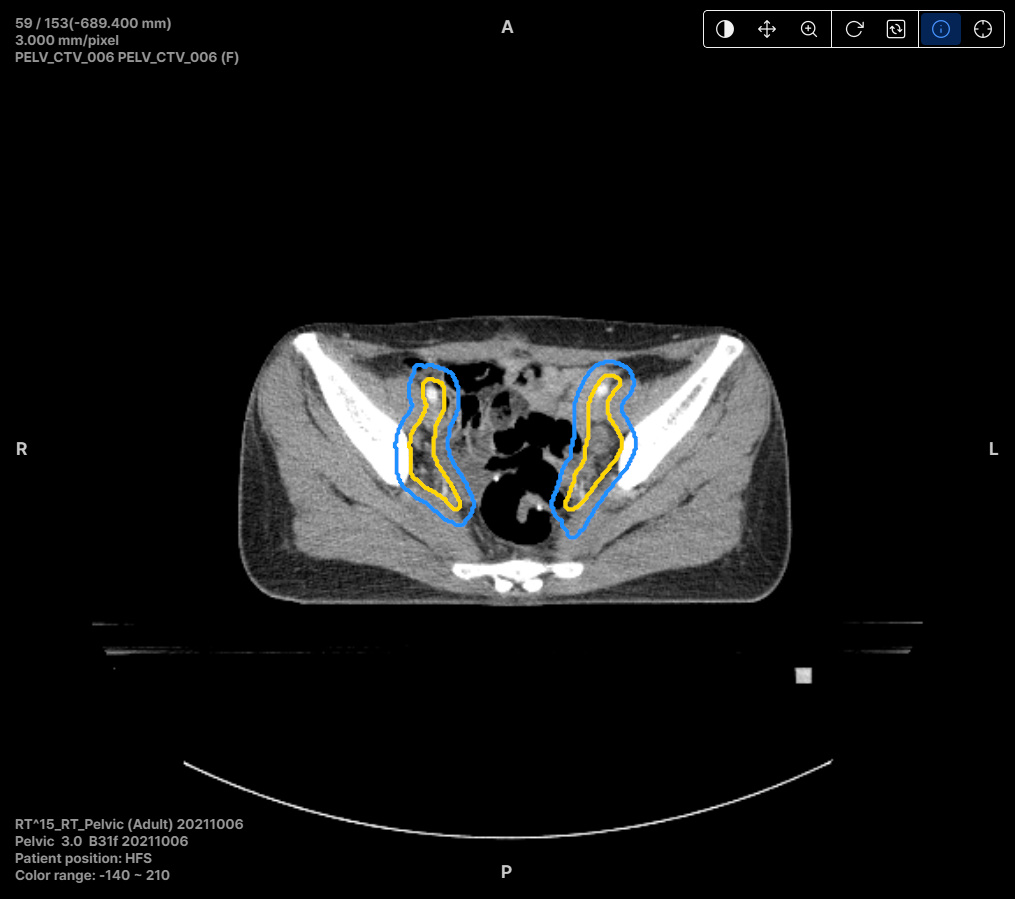 59 / 153(-689.400 mm)
3.000 mm/pixel
PELV_CTV_006 PELV_CTV_006 (F)
A
R
L
RT^15_RT_Pelvic (Adult) 20211006
Pelvic  3.0  B31f 20211006
Patient position: HFS
Color range: -140 ~ 210
P